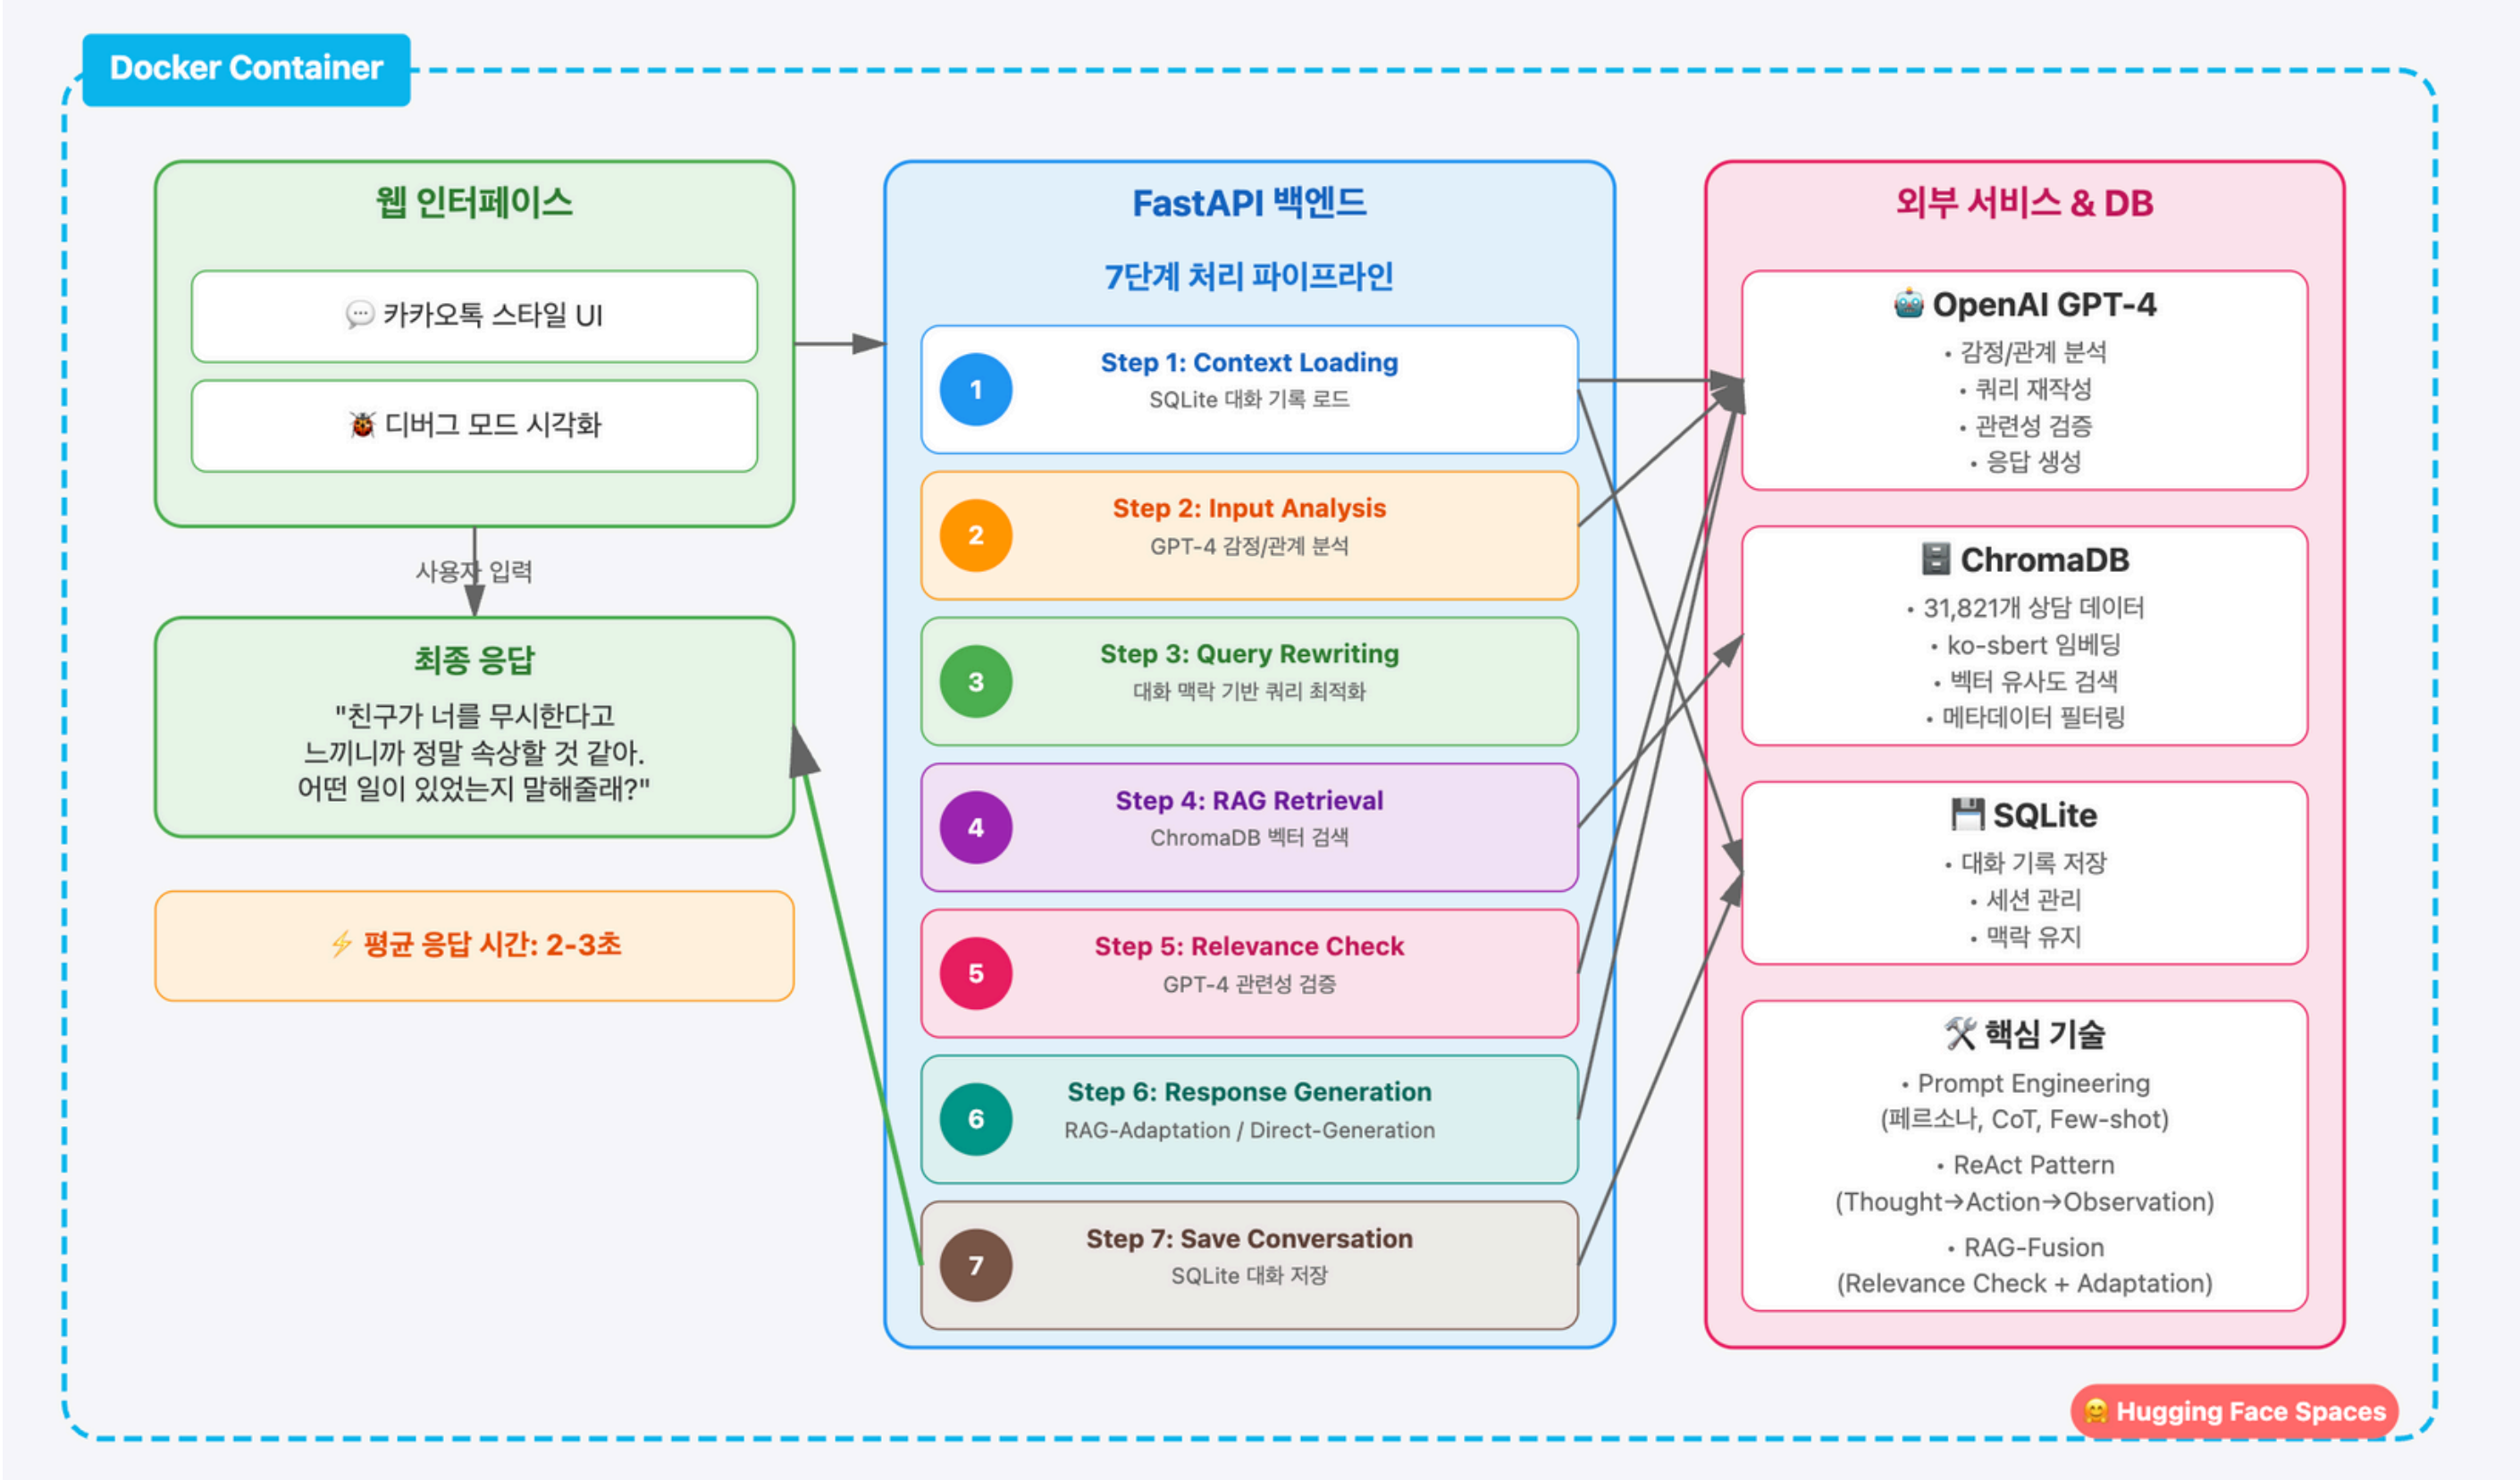 Docker Container
웹 인터페이스
💬 카카오톡 스타일 UI
🐞 디버그 모드 시각화
사용자 입력
최종 응답
"친구가 너를 무시한다고
느끼니까 정말 속상할 것 같아.
어떤 일이 있었는지 말해줄래?"
⚡ 평균 응답 시간: 2-3초
FastAPI 백엔드
7단계 처리 파이프라인
1
Step 1: Context Loading
SQLite 대화 기록 로드
2
Step 2: Input Analysis
GPT-4 감정/관계 분석
3
Step 3: Query Rewriting
대화 맥락 기반 쿼리 최적화
4
Step 4: RAG Retrieval
ChromaDB 벡터 검색
5
Step 5: Relevance Check
GPT-4 관련성 검증
6
Step 6: Response Generation
RAG-Adaptation / Direct-Generation
7
Step 7: Save Conversation
SQLite 대화 저장
외부 서비스 & DB
🤖 OpenAI GPT-4
• 감정/관계 분석
• 쿼리 재작성
• 관련성 검증
• 응답 생성
🗄️ ChromaDB
• 31,821개 상담 데이터
• ko-sbert 임베딩
• 벡터 유사도 검색
• 메타데이터 필터링
💾 SQLite
• 대화 기록 저장
• 세션 관리
• 맥락 유지
🛠️ 핵심 기술
• Prompt Engineering
(페르소나, CoT, Few-shot)
• ReAct Pattern
(Thought→Action→Observation)
• RAG-Fusion
(Relevance Check + Adaptation)
🤗 Hugging Face Spaces